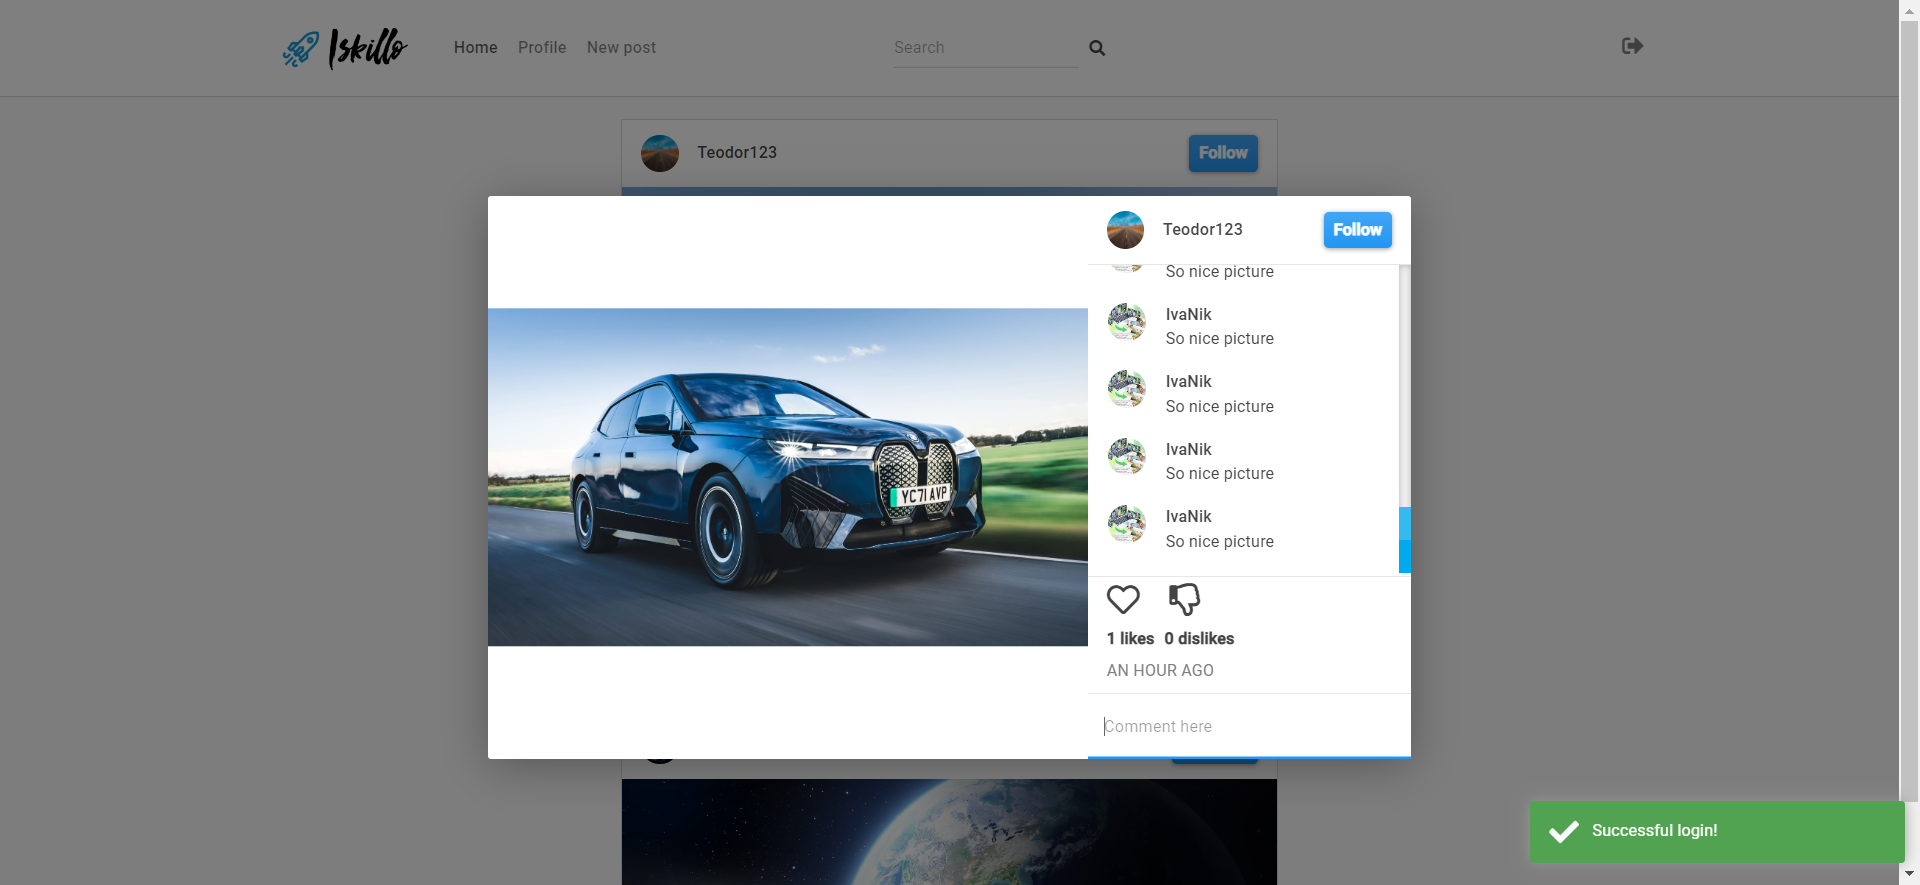 Iskillo
Home Profile New post
Search
Teodor123
Follow
Teodor123
Follow
So nice picture
IvaNik
So nice picture
IvaNik
So nice picture
IvaNik
So nice picture
IvaNik
So nice picture
YC71 AVP
1 likes 0 dislikes
AN HOUR AGO
Comment here
Successful login!